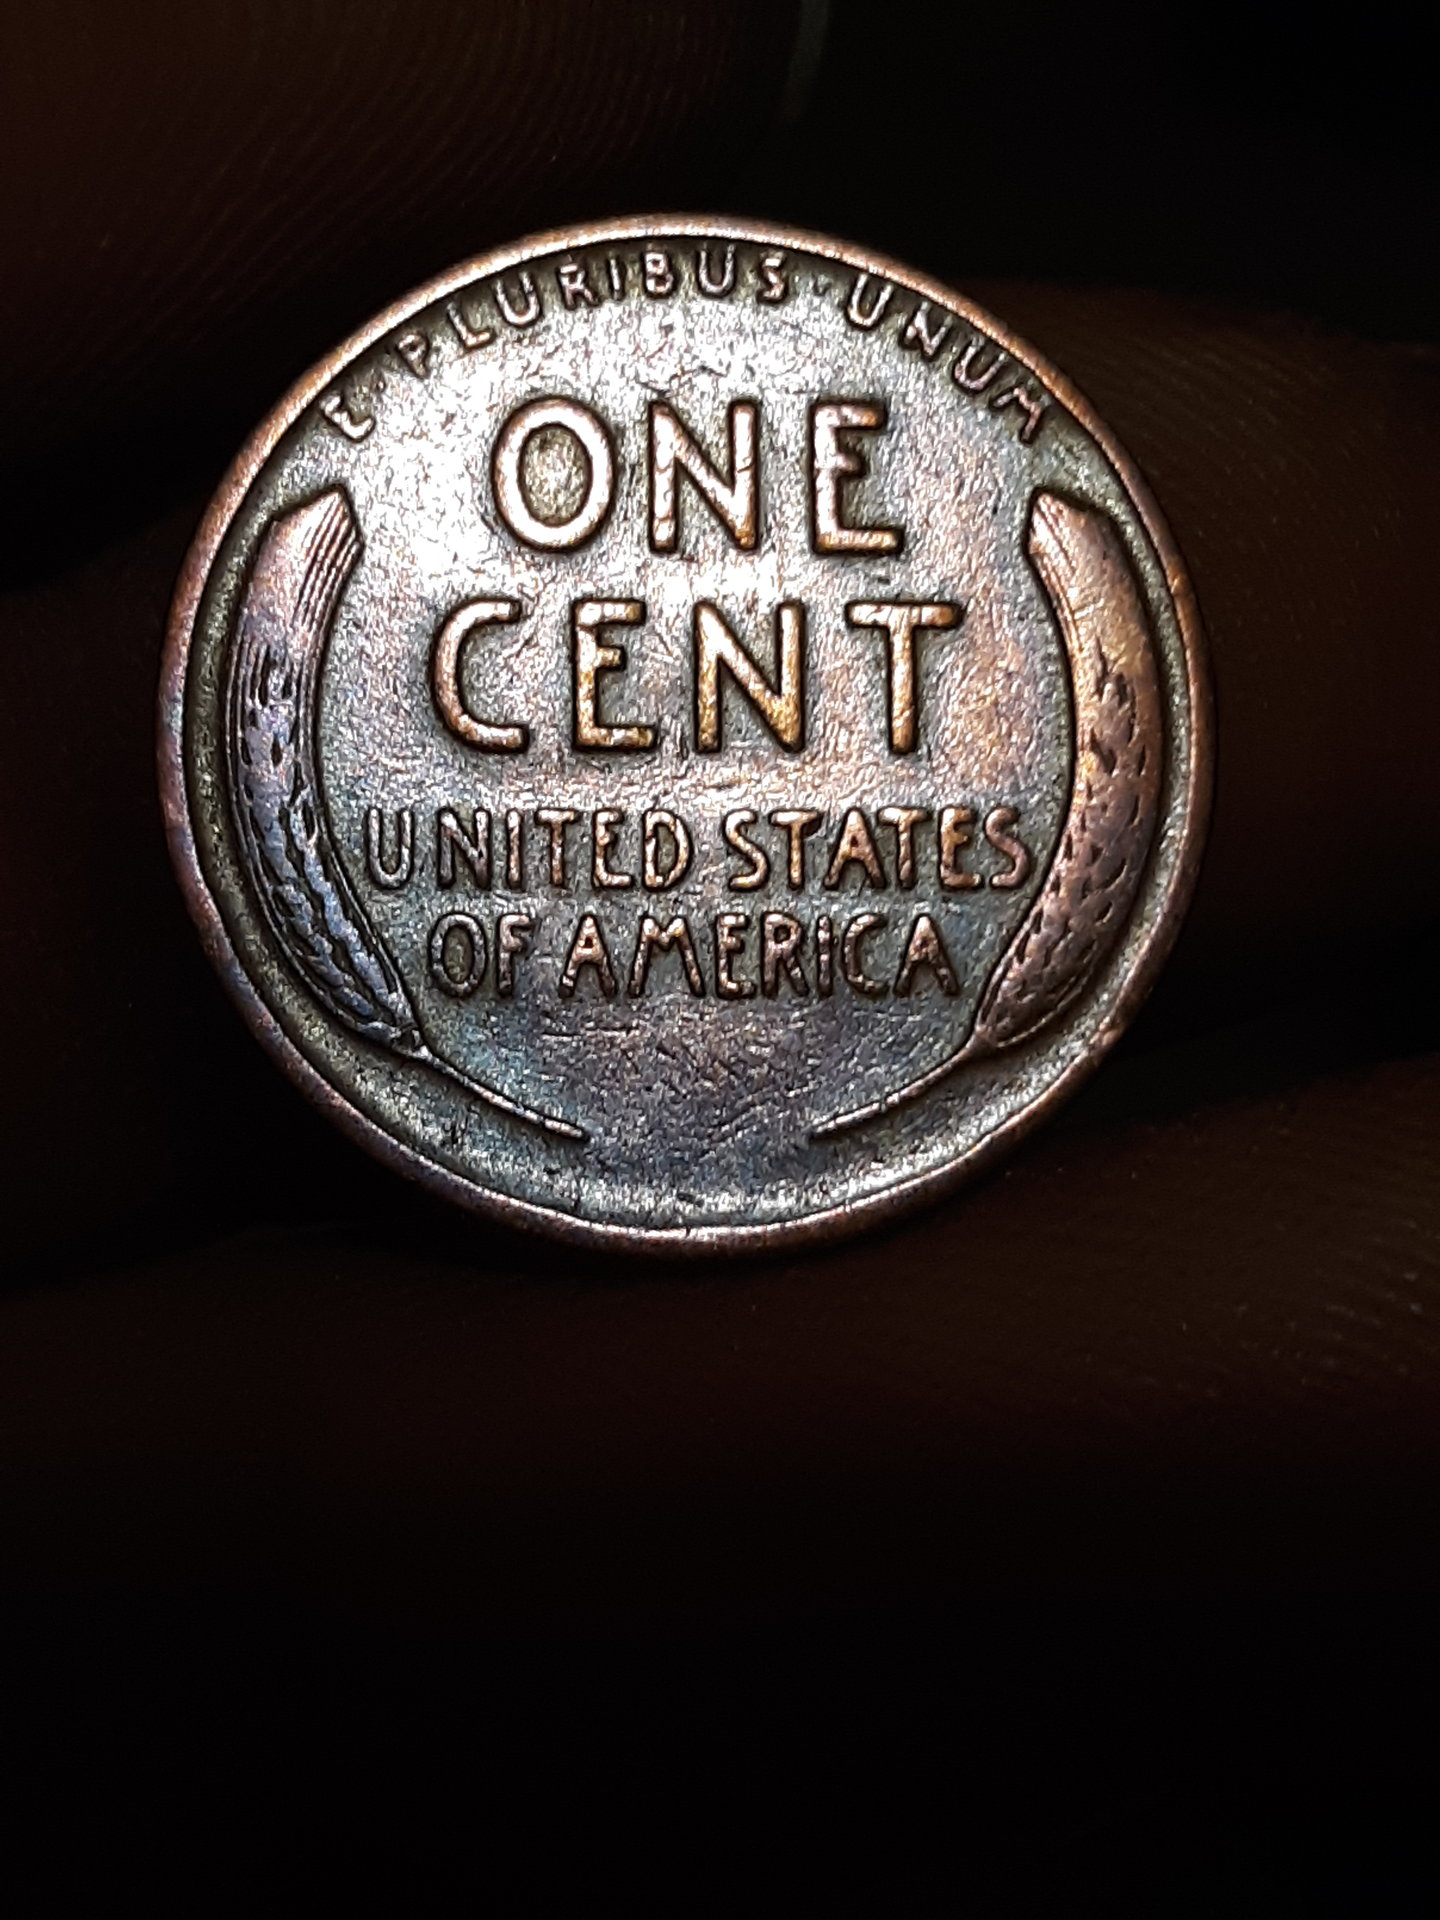 E·PLURIBUS·UNUM
ONE
CENT
UNITED STATES
OF AMERICA